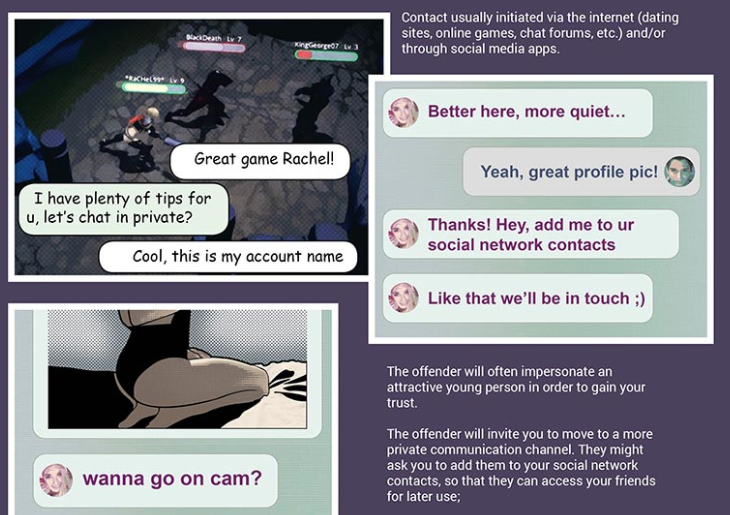 Contact usually initiated via the internet (dating
sites, online games, chat forums, etc.) and/or
through social media apps.
BlackDeath Lv. 7
KingGeorge07 Lv. 3
*RaCHeL99* Lv. 9
Great game Rachel!
I have plenty of tips for
u, let's chat in private?
Cool, this is my account name
Better here, more quiet...
Yeah, great profile pic!
Thanks! Hey, add me to ur
social network contacts
Like that we'll be in touch ;)
wanna go on cam?
The offender will often impersonate an
attractive young person in order to gain your
trust.
The offender will invite you to move to a more
private communication channel. They might
ask you to add them to your social network
contacts, so that they can access your friends
for later use;